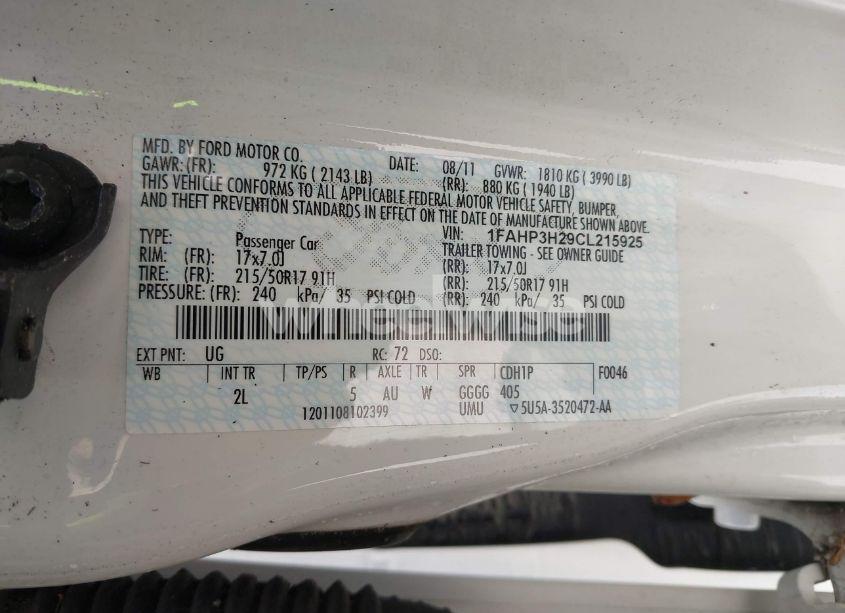 MFD. BY FORD MOTOR CO.
DATE: 08/11 GVWR: 1810 KG ( 3990 LB)
GAWR: (FR): 972 KG ( 2143 LB) (RR): 880 KG ( 1940 LB)
THIS VEHICLE CONFORMS TO ALL APPLICABLE FEDERAL MOTOR VEHICLE SAFETY, BUMPER,
AND THEFT PREVENTION STANDARDS IN EFFECT ON THE DATE OF MANUFACTURE SHOWN ABOVE.
VIN: 1FAHP3H29CL215925
TYPE: Passenger Car TRAILER TOWING - SEE OWNER GUIDE
RIM: (FR) 17x7.0J (RR): 17x7.0J
TIRE: (FR) 215/50R17 91H (RR): 215/50R17 91H
PRESSURE: (FR): 240 kPa/ 35 PSI COLD (RR): 240 kPa/ 35 PSI COLD
wheelwise
EXT PNT: UG RC: 72 DSO:
WB INT TR TP/PS R AXLE TR SPR CDH1P F0046
2L 5 AU W GGGG 405
1201108102399 UMU ▽5U5A-3520472-AA